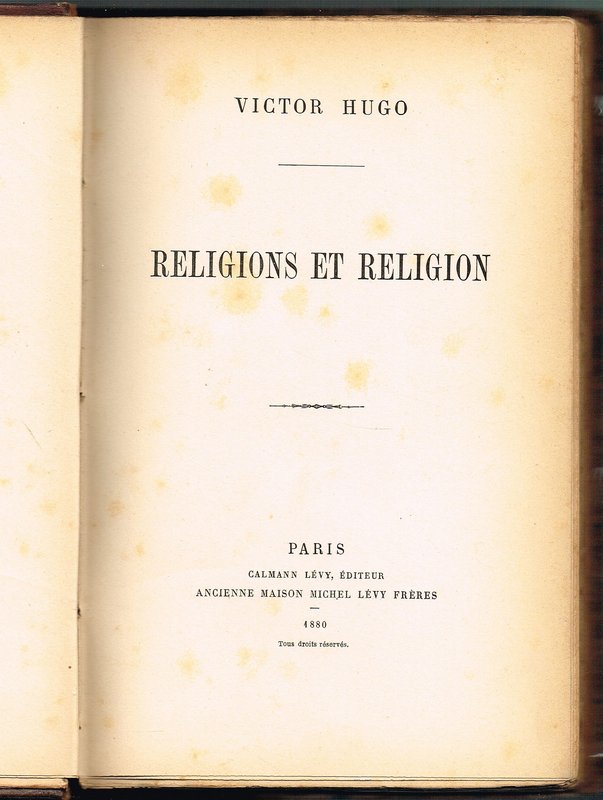 VICTOR HUGO
RELIGIONS ET RELIGION
PARIS
CALMANN LÉVY, ÉDITEUR
ANCIENNE MAISON MICHEL LÉVY FRÈRES
1880
Tous droits réservés.